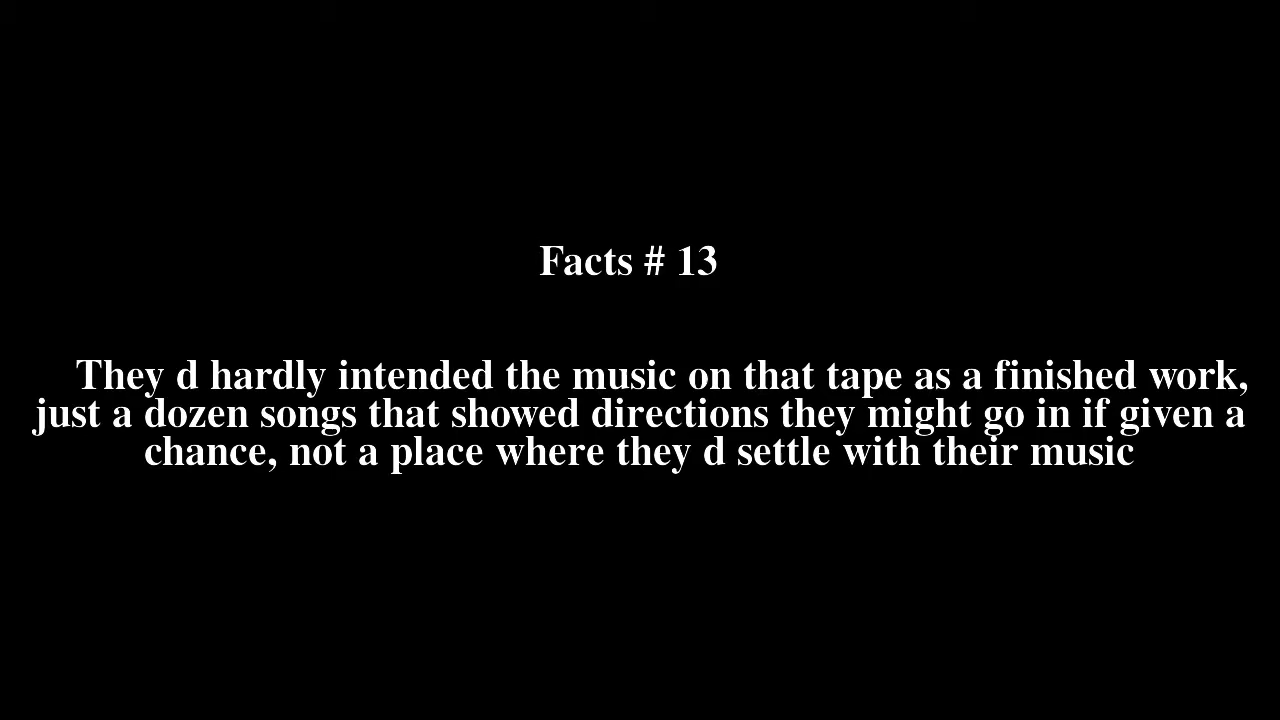 Facts # 13
They d hardly intended the music on that tape as a finished work,
just a dozen songs that showed directions they might go in if given a
chance, not a place where they d settle with their music